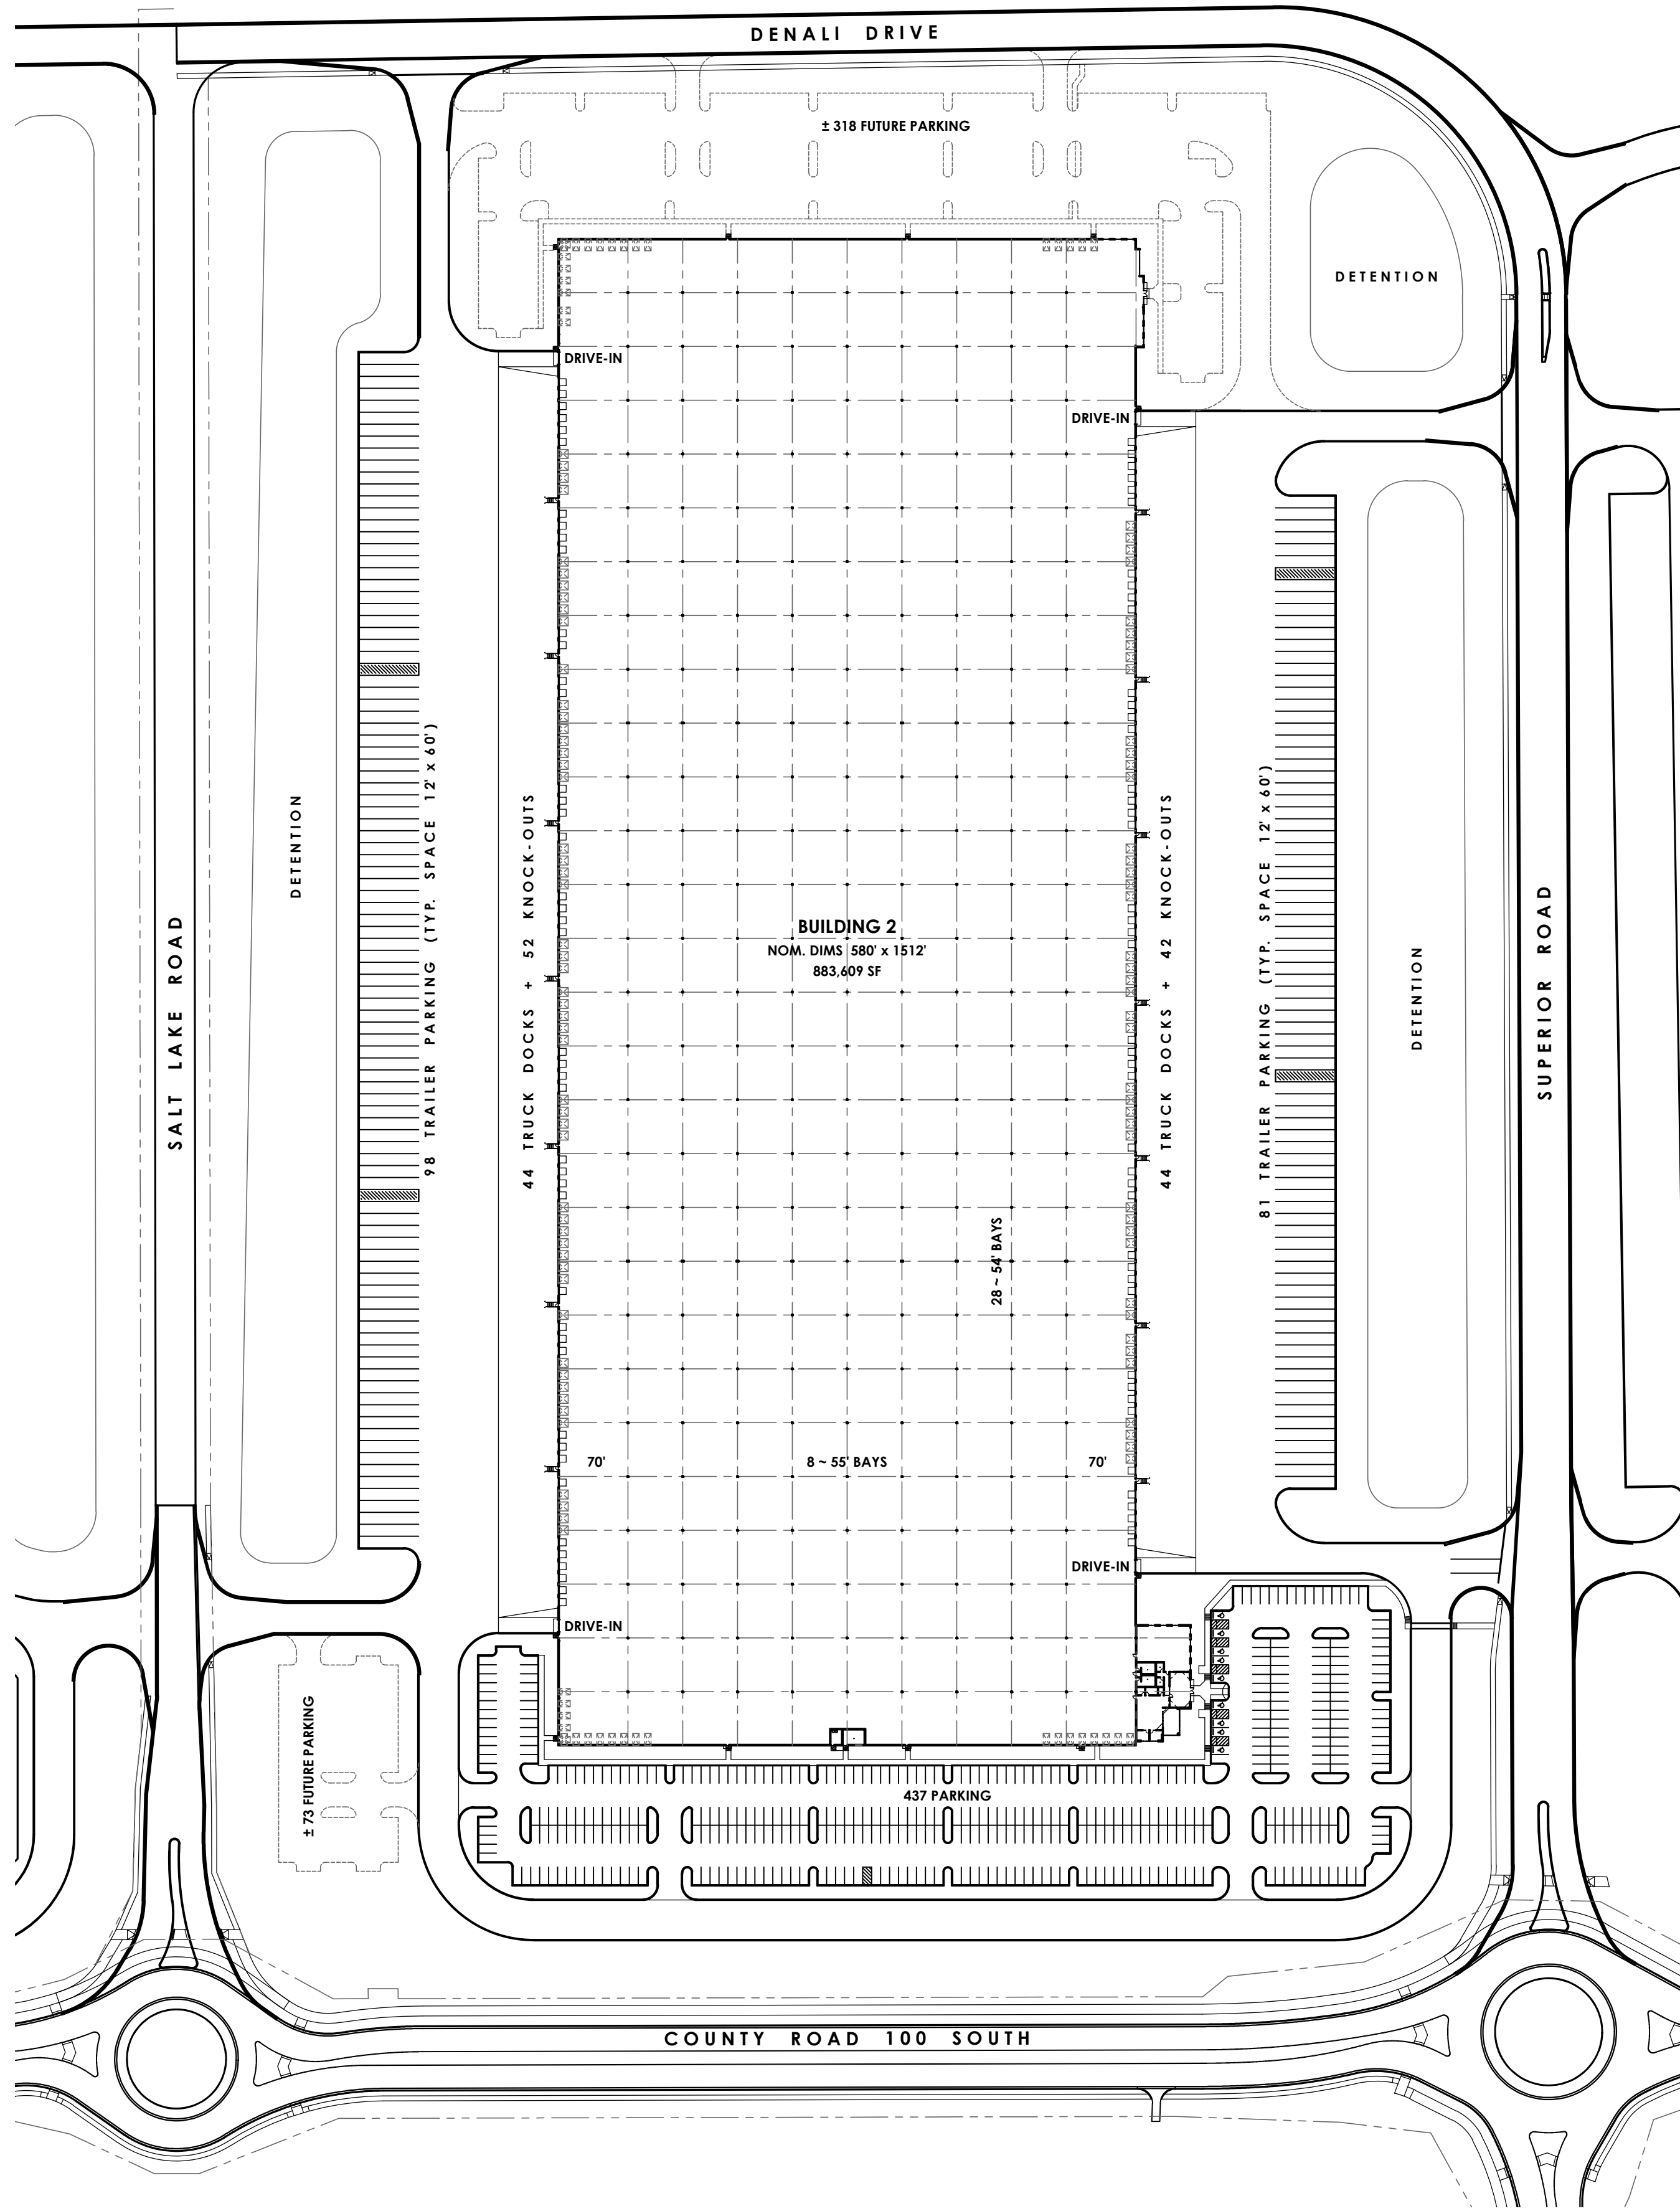 DENALI DRIVE
± 318 FUTURE PARKING
DETENTION
DRIVE-IN
DRIVE-IN
98 TRAILER PARKING (TYP. SPACE 12' x 60')
44 TRUCK DOCKS + 52 KNOCK-OUTS
44 TRUCK DOCKS + 42 KNOCK-OUTS
81 TRAILER PARKING (TYP. SPACE 12' x 60')
DETENTION
SALT LAKE ROAD
BUILDING 2
NOM. DIMS 580' x 1512'
883,609 SF
DETENTION
SUPERIOR ROAD
28 ~ 54' BAYS
70'
8 ~ 55' BAYS
70'
DRIVE-IN
DRIVE-IN
± 73 FUTURE PARKING
437 PARKING
COUNTY ROAD 100 SOUTH